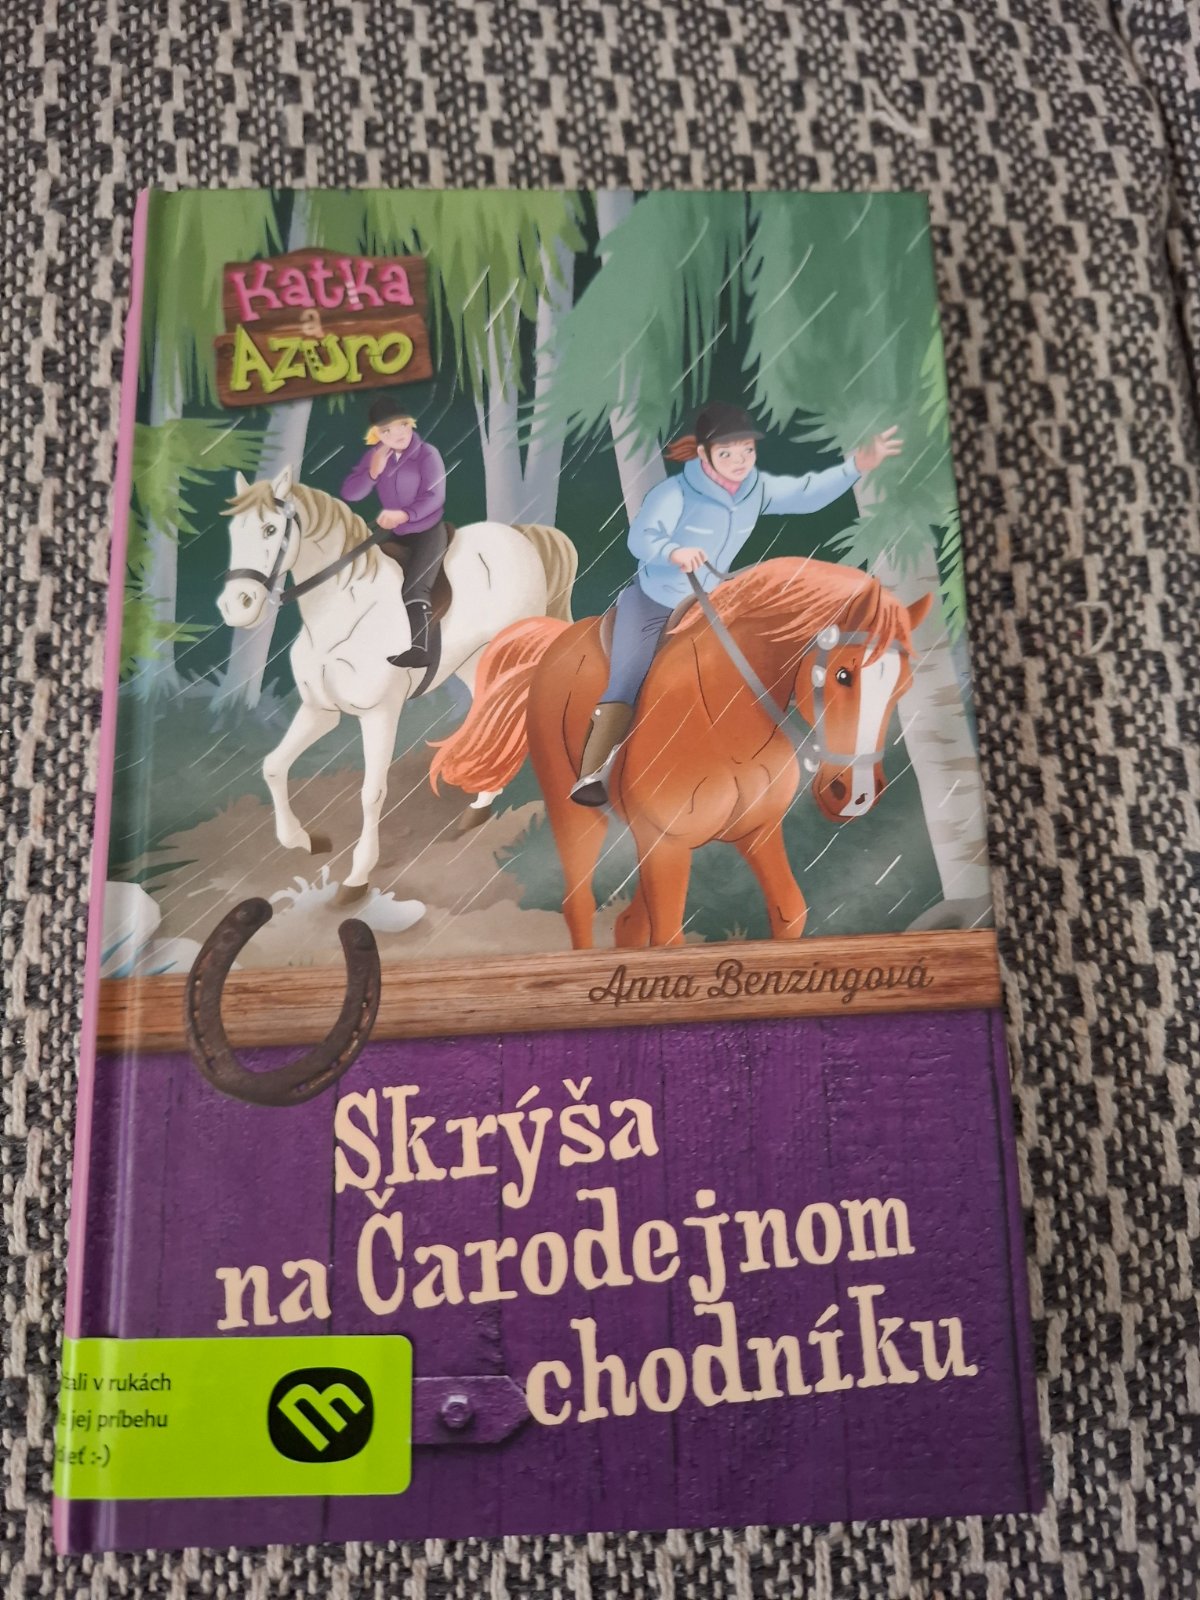 Katka
a
Azuro
Anna Benzingová
Skrýša
na Čarodejnom
chodníku
v rukách
jej príbehu
:-)